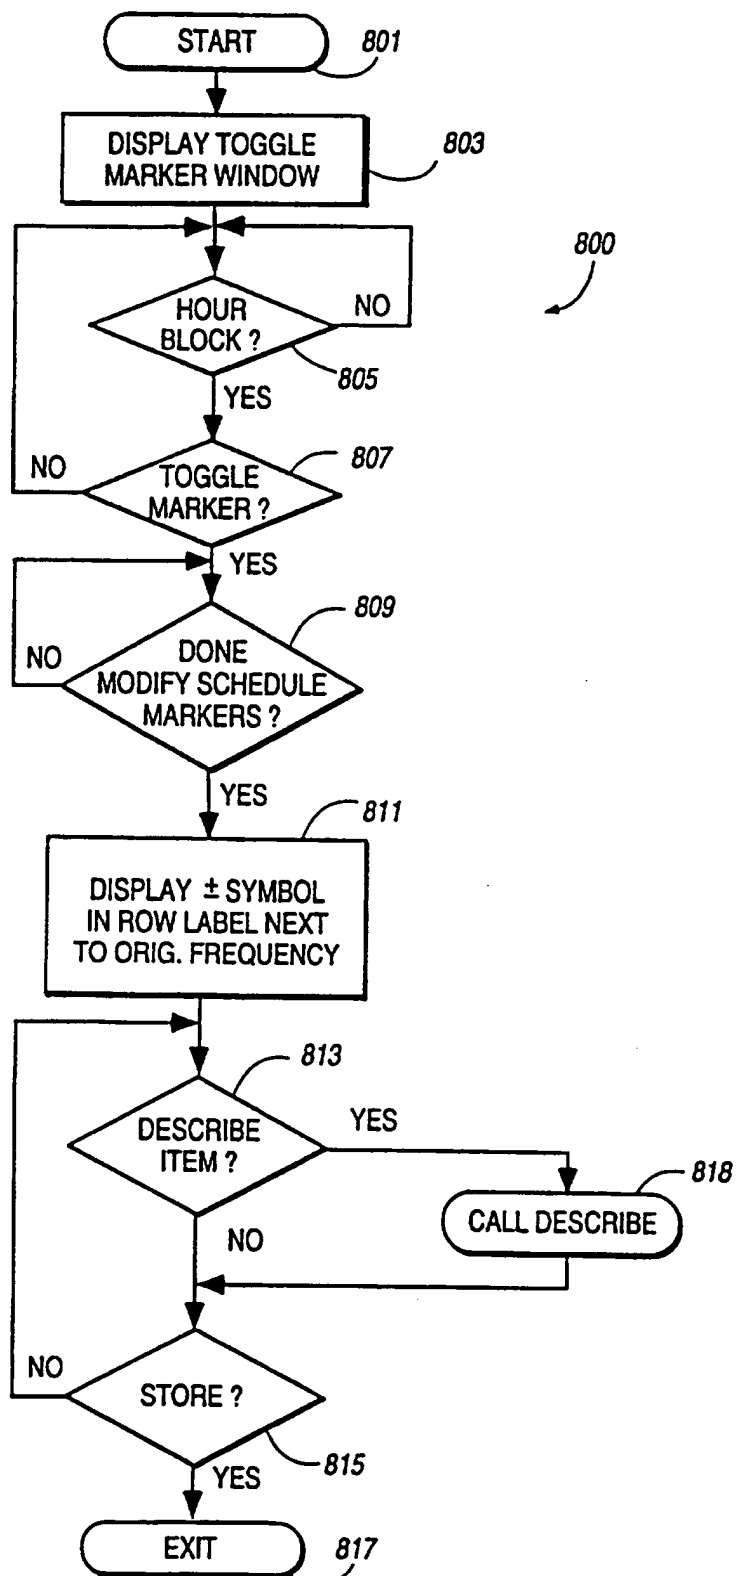 START
801
DISPLAY TOGGLE
MARKER WINDOW
803
800
HOUR
BLOCK ?
NO
805
YES
NO
TOGGLE
MARKER ?
807
YES
809
NO
DONE
MODIFY SCHEDULE
MARKERS ?
YES
811
DISPLAY ± SYMBOL
IN ROW LABEL NEXT
TO ORIG. FREQUENCY
813
DESCRIBE
ITEM ?
YES
818
CALL DESCRIBE
NO
NO
STORE ?
815
YES
EXIT
817